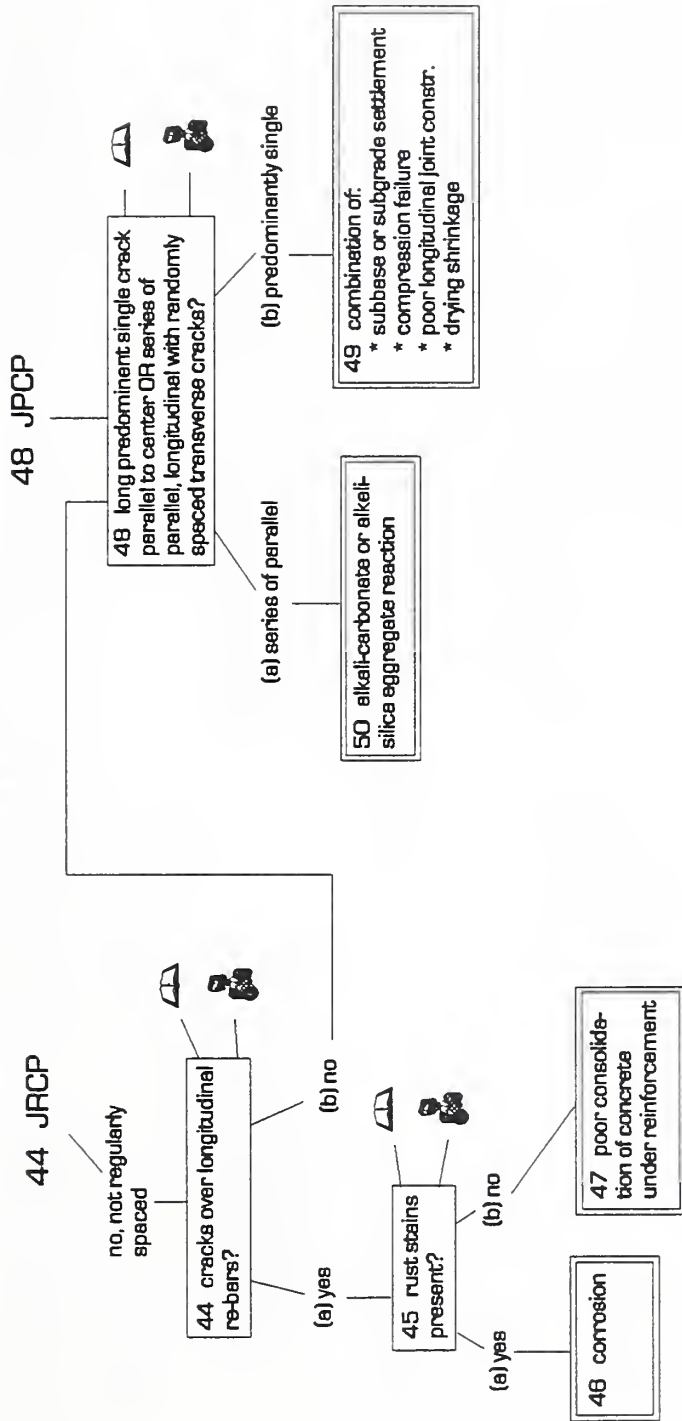 44 JRCP
no, not regularly
spaced
44 cracks over longitudinal
re-bars?
(a) yes
(b) no
45 rust stains
present?
(a) yes
(b) no
46 corrosion
47 poor consolida-
tion of concrete
under reinforcement
48 JPCP
48 long predominant single crack
parallel to center OR series of
parallel, longitudinal with randomly
spaced transverse cracks?
(a) series of parallel
(b) predominantly single
50 alkali-carbonate or alkali-
silica aggregate reaction
49 combination of:
* subbase or subgrade settlement
* compression failure
* poor longitudinal joint constr.
* drying shrinkage